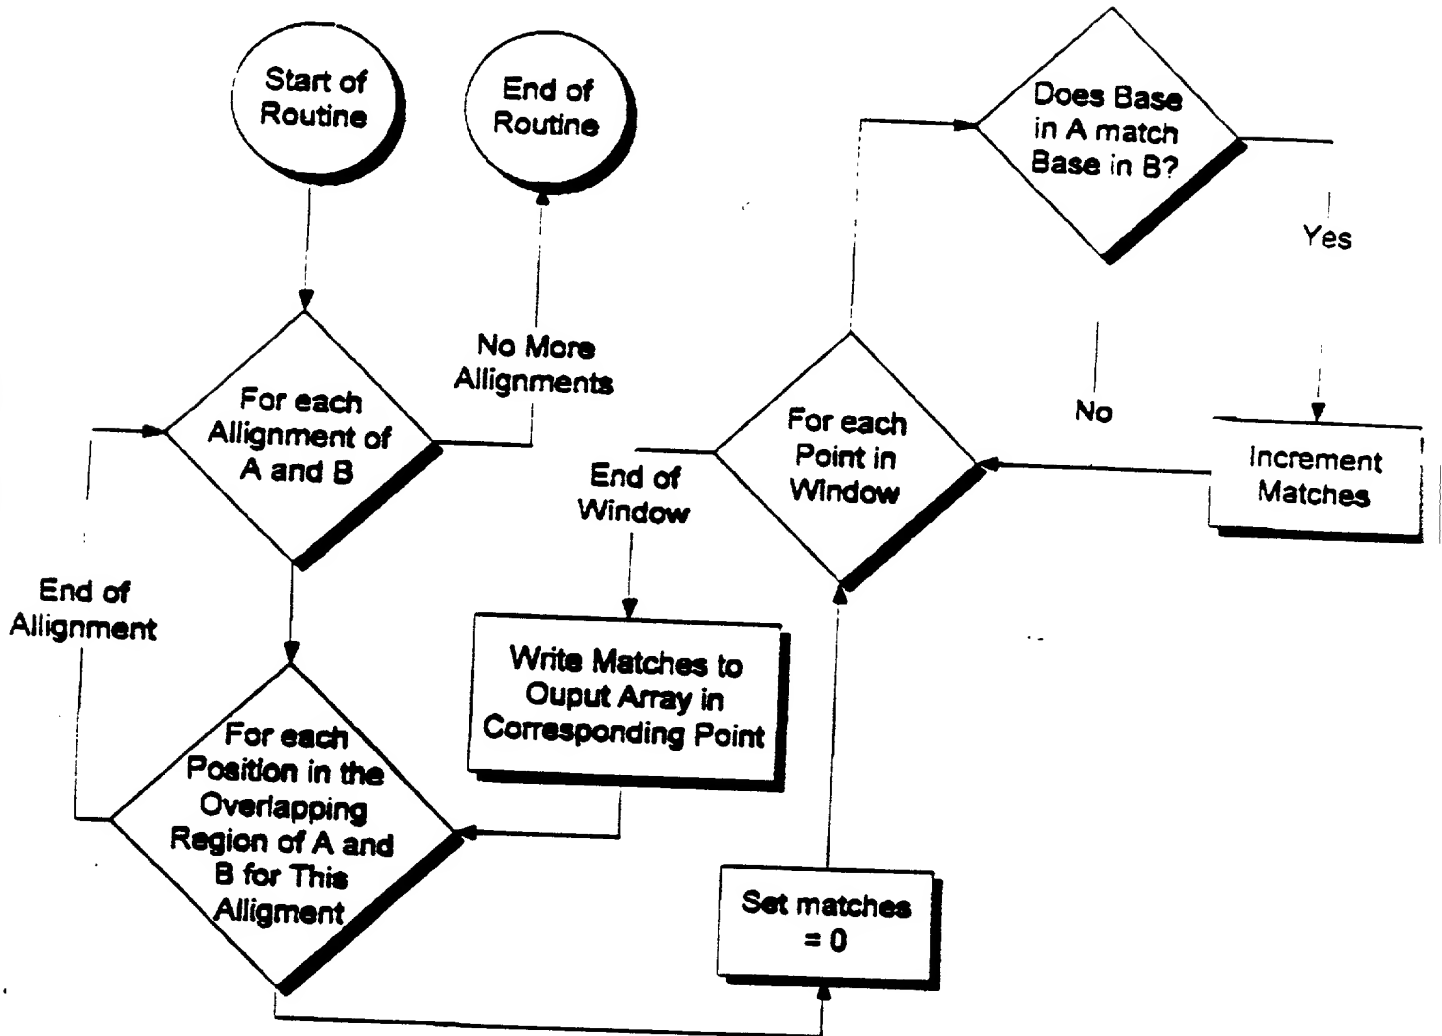 Start of
Routine
End of
Routine
Does Base
in A match
Base in B?
Yes
No More
Allignments
For each
Allignment of
A and B
No
For each
Point in
Window
Increment
Matches
End of
Window
End of
Allignment
Write Matches to
Ouput Array in
Corresponding Point
For each
Position in the
Overlapping
Region of A and
B for This
Alligment
Set matches
= 0